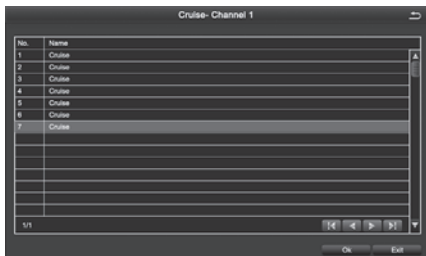 Cruise- Channel 1
No. Name
1 Cruise
2 Cruise
3 Cruise
4 Cruise
5 Cruise
6 Cruise
7 Cruise
1/1
Ok Exit